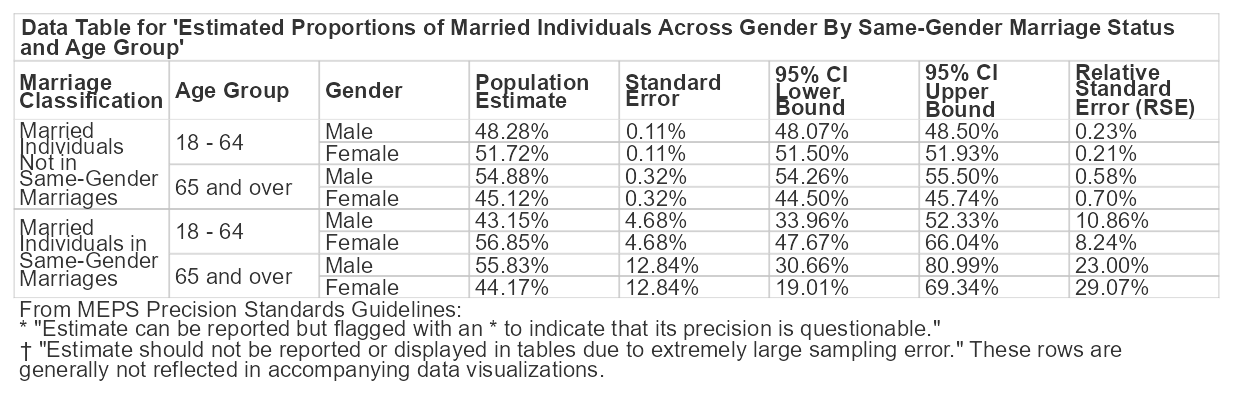 Data Table for 'Estimated Proportions of Married Individuals Across Gender By Same-Gender Marriage Status
and Age Group'
Marriage Classification Age Group Gender Population Estimate Standard Error 95% CI Lower Bound 95% CI Upper Bound Relative Standard Error (RSE)
Married Individuals Not in Same-Gender Marriages 18 - 64 Male 48.28% 0.11% 48.07% 48.50% 0.23%
Female 51.72% 0.11% 51.50% 51.93% 0.21%
65 and over Male 54.88% 0.32% 54.26% 55.50% 0.58%
Female 45.12% 0.32% 44.50% 45.74% 0.70%
Married Individuals in Same-Gender Marriages 18 - 64 Male 43.15% 4.68% 33.96% 52.33% 10.86%
Female 56.85% 4.68% 47.67% 66.04% 8.24%
65 and over Male 55.83% 12.84% 30.66% 80.99% 23.00%
Female 44.17% 12.84% 19.01% 69.34% 29.07%
From MEPS Precision Standards Guidelines:
* "Estimate can be reported but flagged with an * to indicate that its precision is questionable."
† "Estimate should not be reported or displayed in tables due to extremely large sampling error." These rows are
generally not reflected in accompanying data visualizations.